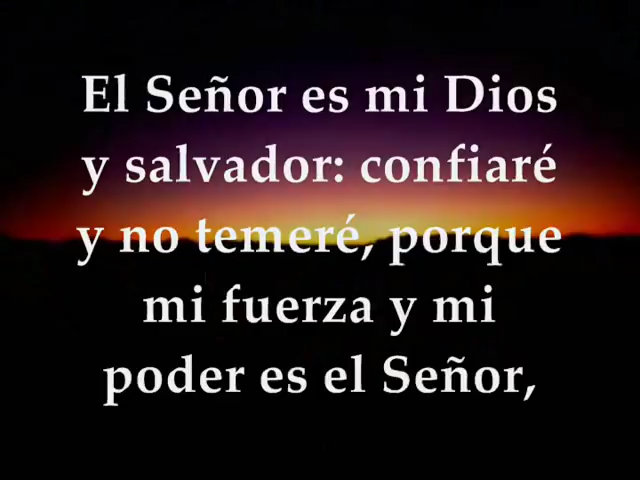 El Señor es mi Dios
y salvador: confiaré
y no temeré, porque
mi fuerza y mi
poder es el Señor,